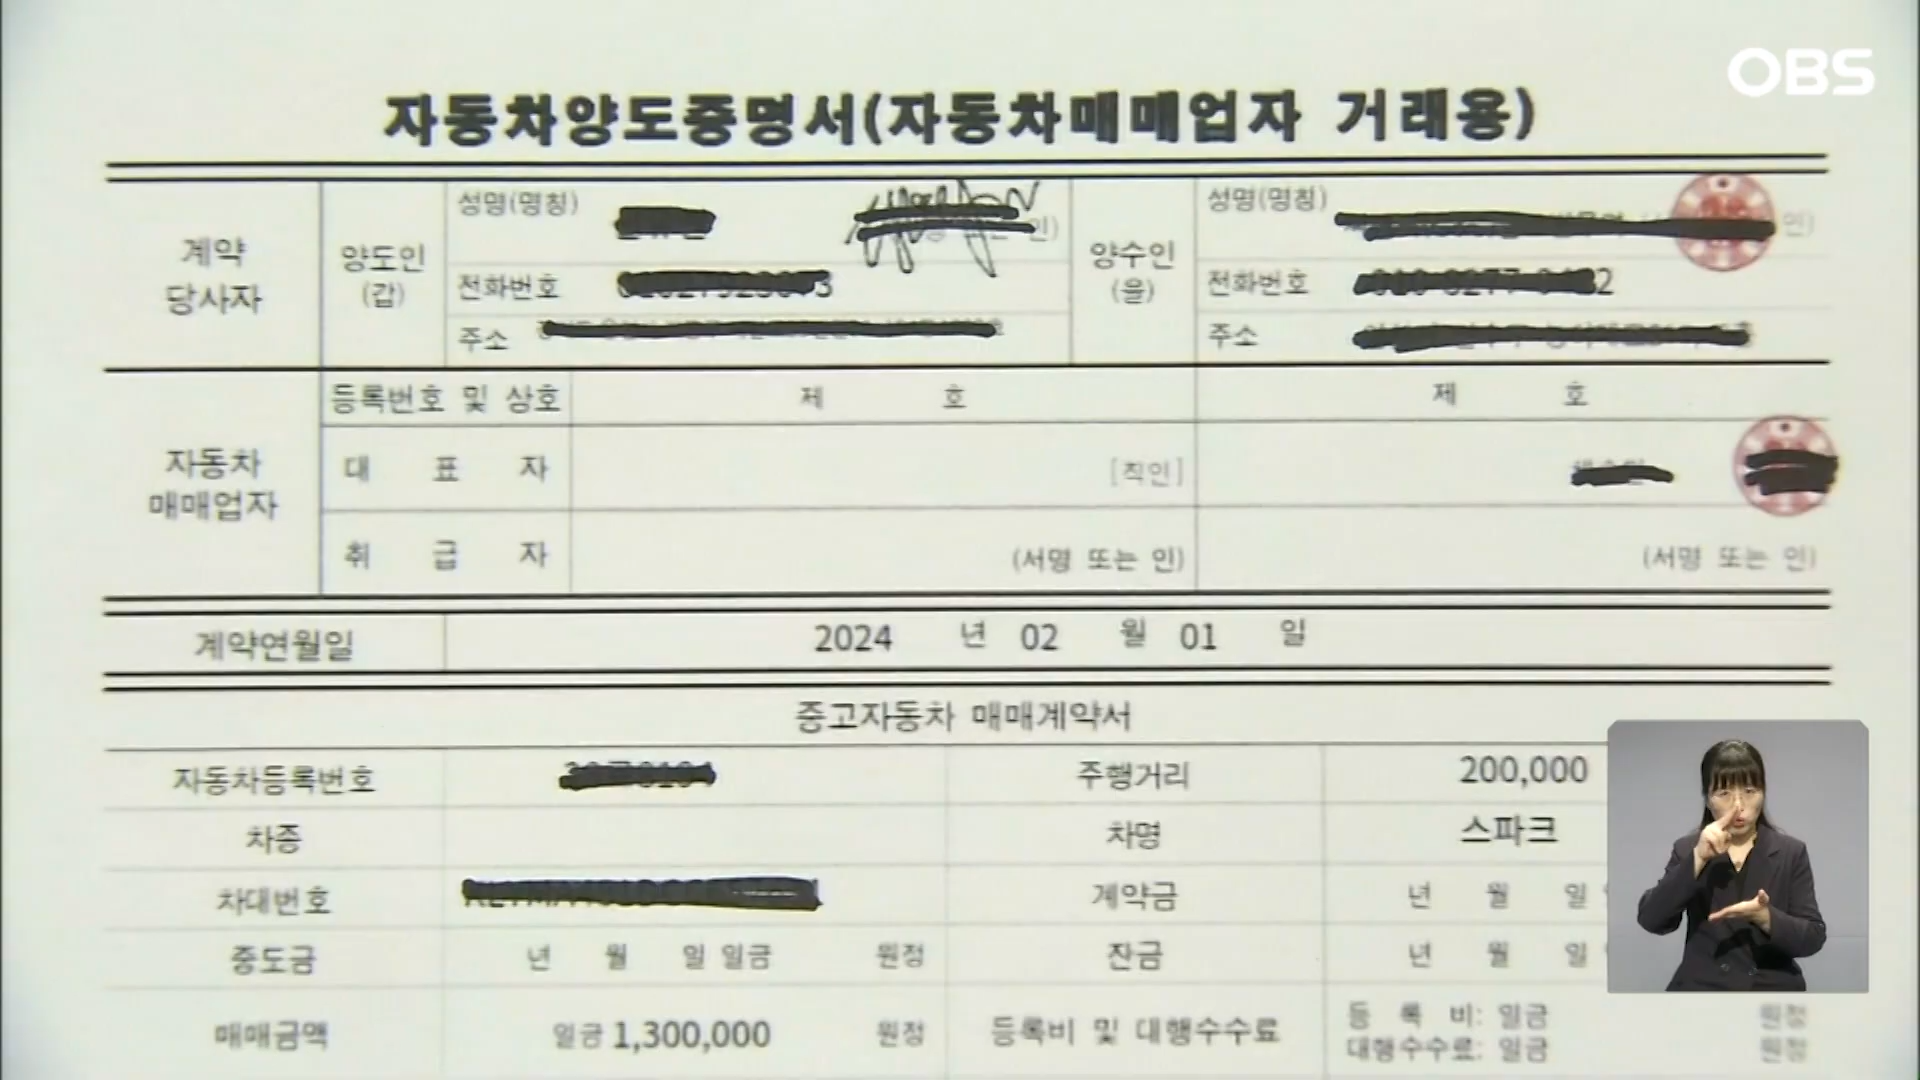 OBS
자동차양도증명서(자동차매매업자 거래용)
계약 당사자
양도인 (갑)
성명(명칭)
인)
전화번호
3
주소
양수인 (을)
성명(명칭)
인)
전화번호
2
주소
자동차 매매업자
등록번호 및 상호 제 호 제 호
대 표 자 [직인]
취 급 자 (서명 또는 인) (서명 또는 인)
계약연월일 2024 년 02 월 01 일
중고자동차 매매계약서
자동차등록번호 주행거리 200,000
차종 차명 스파크
차대번호 계약금 년 월 일
중도금 년 월 일 일금 원정 잔금 년 월 일
매매금액 일금 1,300,000 원정 등록비 및 대행수수료
등 록 비: 일금 원정
대행수수료: 일금 원정